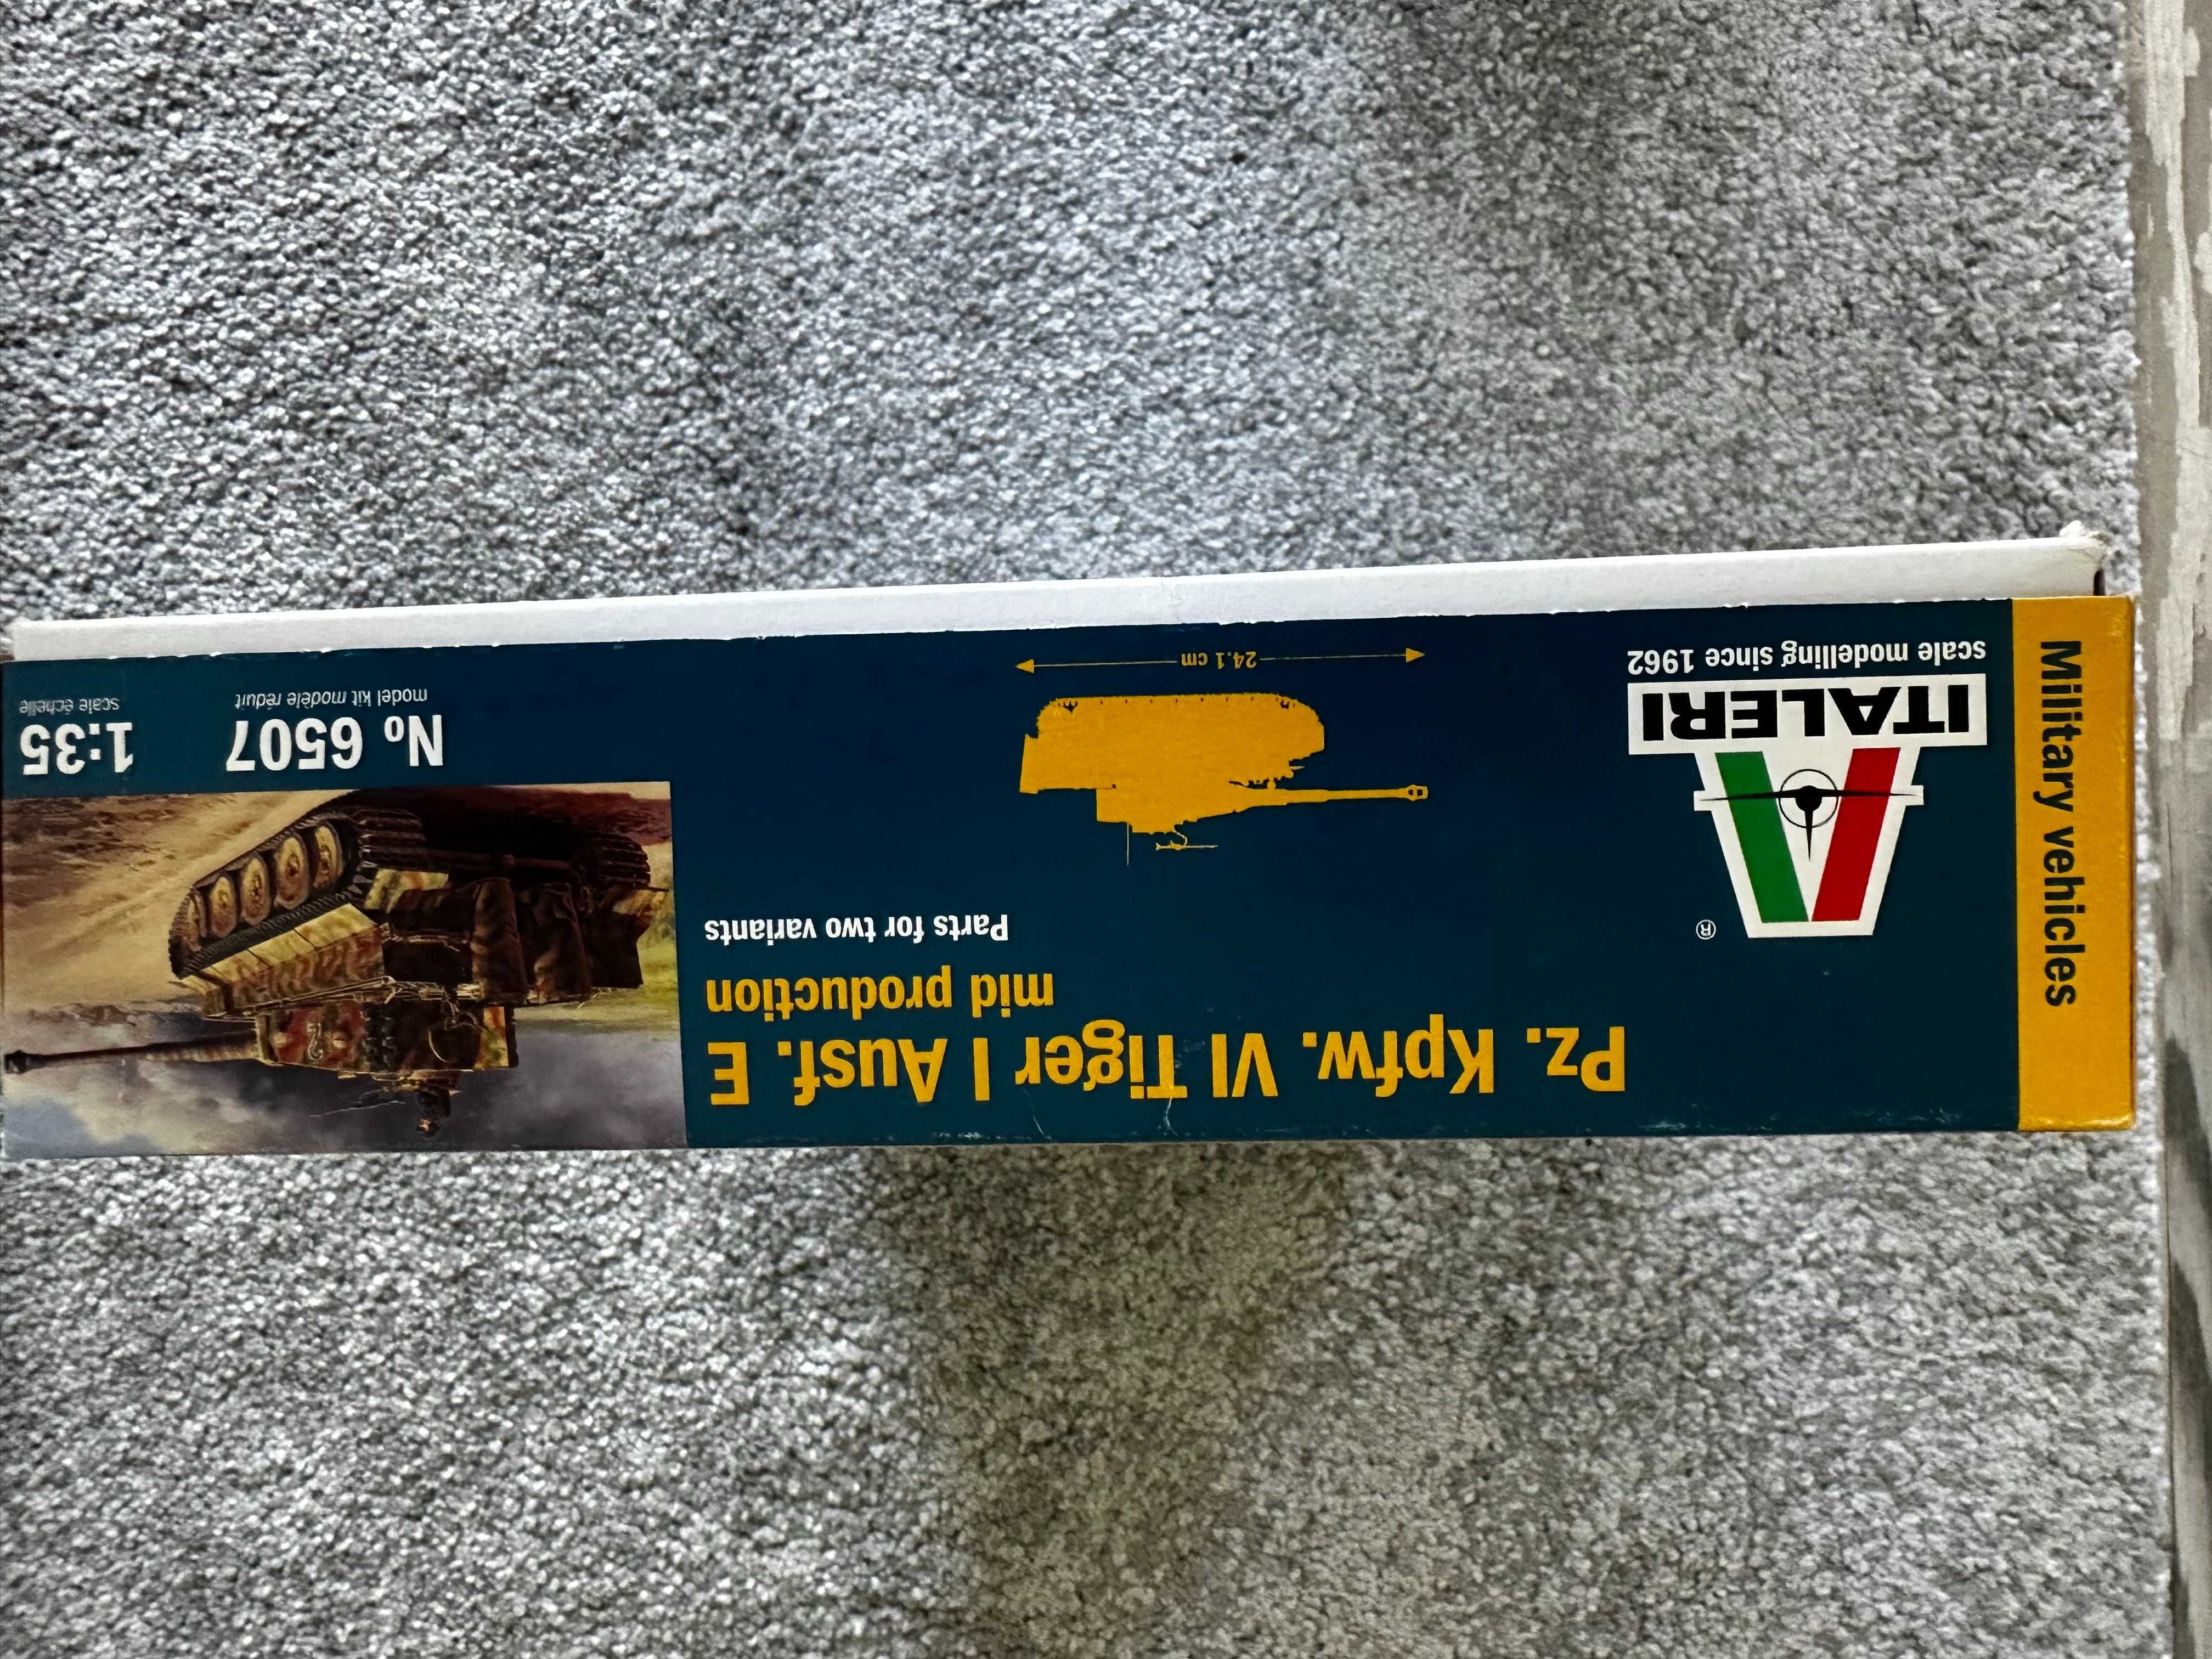 Military vehicles
®
ITALERI
scale modelling since 1962
Pz. Kpfw. VI Tiger I Ausf. E
mid production
Parts for two variants
24.1 cm
2
No 6507
model kit modèle réduit
1:35
scale échelle